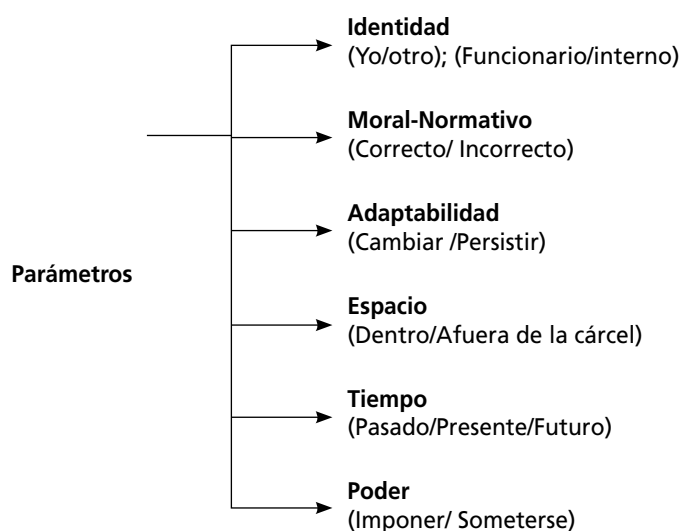 Identidad
(Yo/otro); (Funcionario/interno)
Moral-Normativo
(Correcto/ Incorrecto)
Adaptabilidad
(Cambiar /Persistir)
Parámetros
Espacio
(Dentro/Afuera de la cárcel)
Tiempo
(Pasado/Presente/Futuro)
Poder
(Imponer/ Someterse)